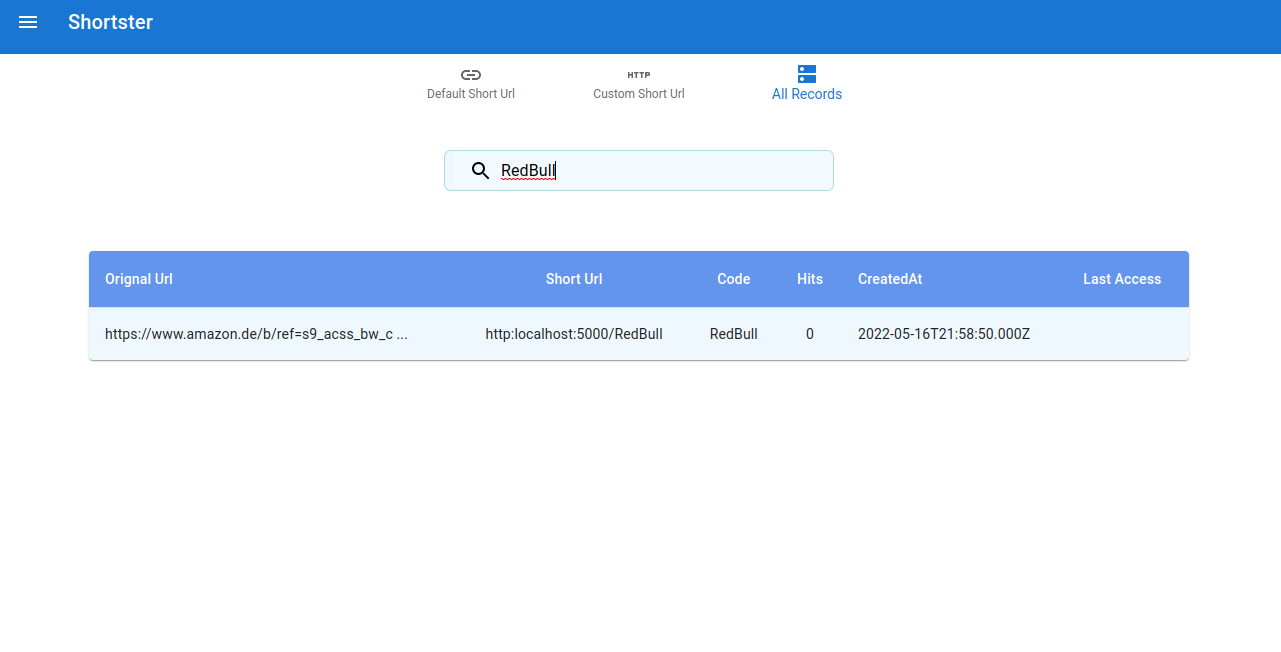 Shortster
Default Short Url
HTTP
Custom Short Url
All Records
RedBull
Orignal Url Short Url Code Hits CreatedAt Last Access
https://www.amazon.de/b/ref=s9_acss_bw_c ... http:localhost:5000/RedBull RedBull 0 2022-05-16T21:58:50.000Z